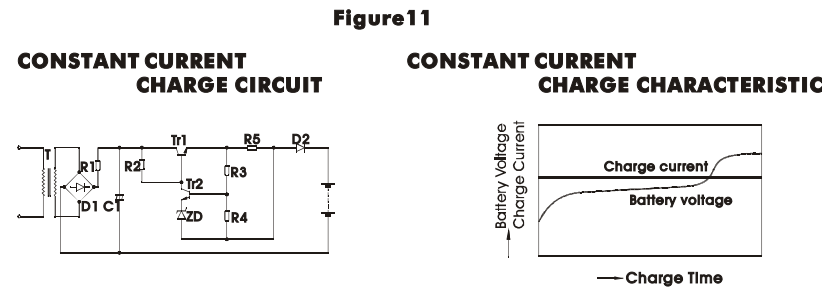 Figure11
CONSTANT CURRENT
CHARGE CIRCUIT
T
R1
D1
C1
R2
Tr1
Tr2
ZD
R3
R4
R5
D2
CONSTANT CURRENT
CHARGE CHARACTERISTIC
Battery Voltage
Charge Current
Charge current
Battery voltage
Charge Time